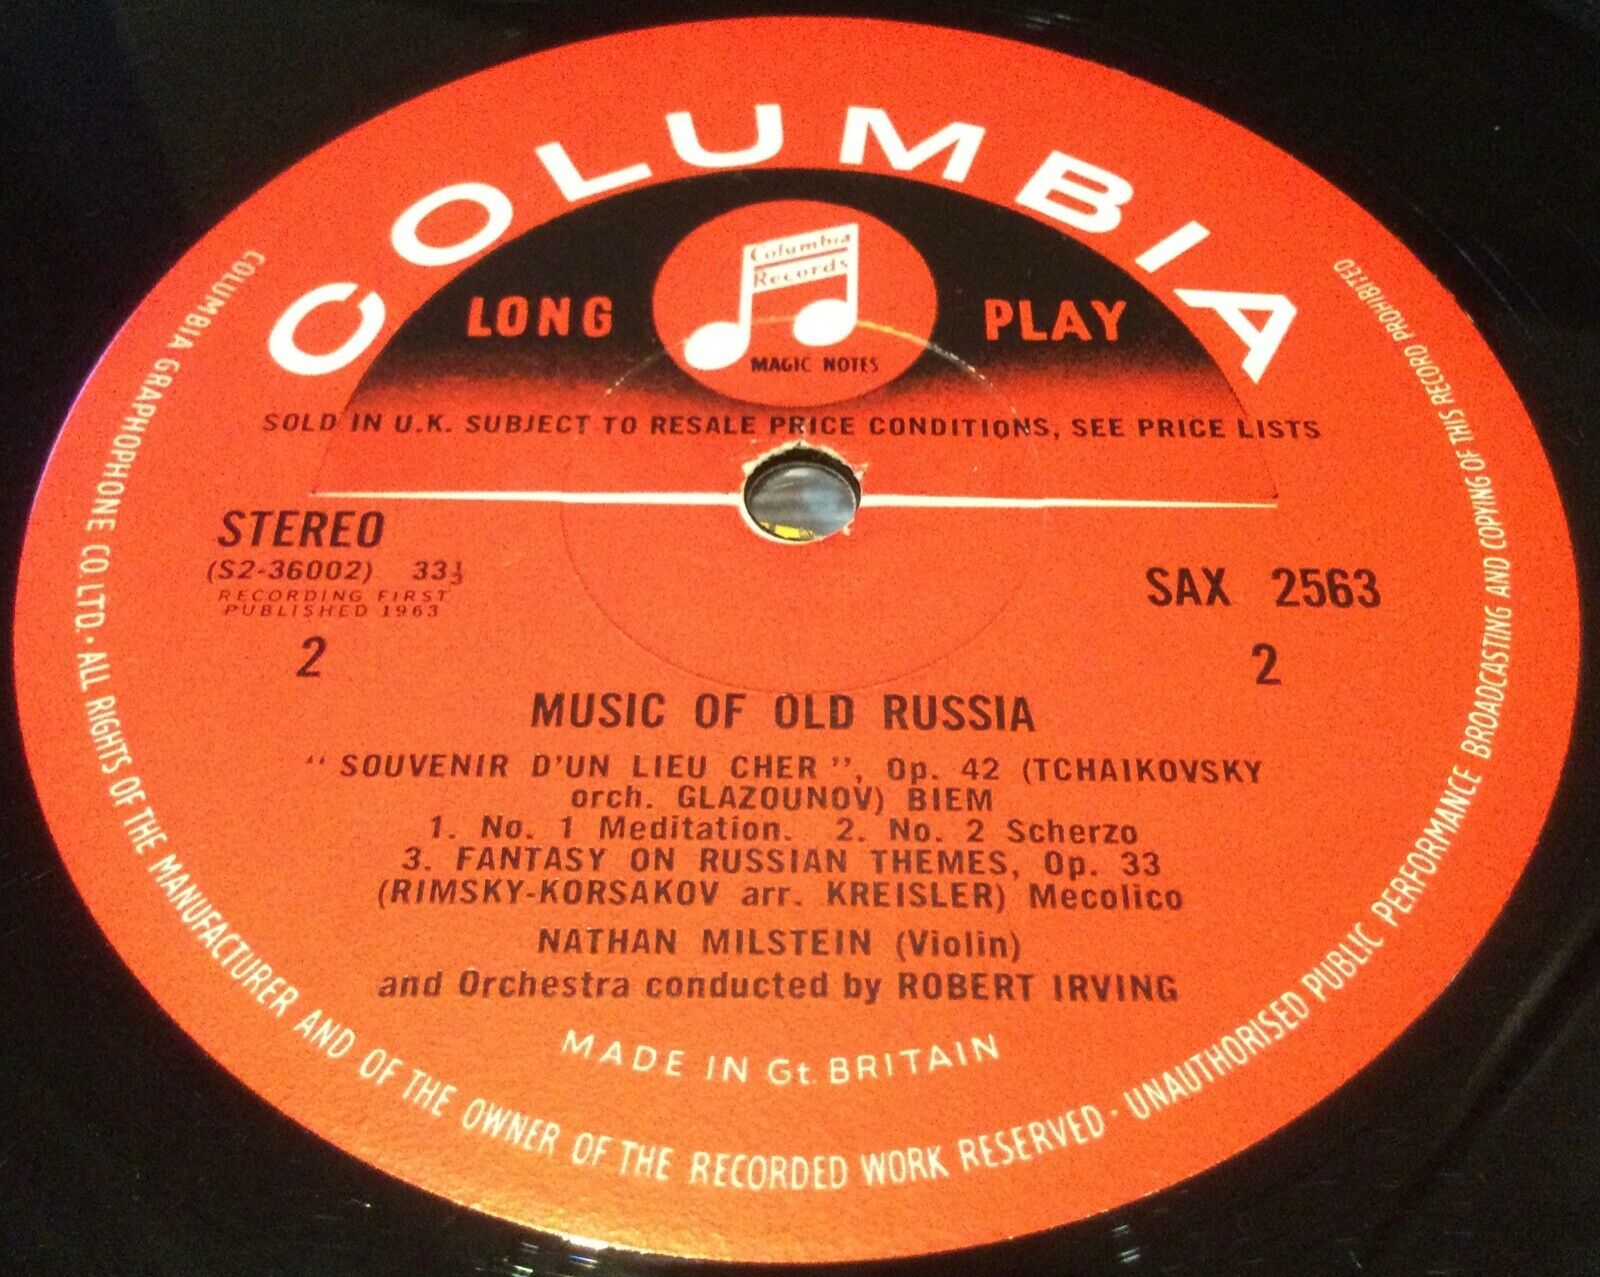 COLUMBIA
Columbia
Records
LONG PLAY
MAGIC NOTES
SOLD IN U.K. SUBJECT TO RESALE PRICE CONDITIONS, SEE PRICE LISTS
STEREO
(S2-36002) 33⅓
RECORDING FIRST
PUBLISHED 1963
SAX 2563
2 2
MUSIC OF OLD RUSSIA
"SOUVENIR D'UN LIEU CHER", Op. 42 (TCHAIKOVSKY
orch. GLAZOUNOV) BIEM
1. No. 1 Meditation. 2. No. 2 Scherzo
3. FANTASY ON RUSSIAN THEMES, Op. 33
(RIMSKY-KORSAKOV arr. KREISLER) Mecolico
NATHAN MILSTEIN (Violin)
and Orchestra conducted by ROBERT IRVING
MADE IN Gt. BRITAIN
COLUMBIA GRAPHOPHONE CO. LTD. · ALL RIGHTS OF THE MANUFACTURER AND OF THE OWNER OF THE RECORDED WORK RESERVED · UNAUTHORISED PUBLIC PERFORMANCE BROADCASTING AND COPYING OF THIS RECORD PROHIBITED